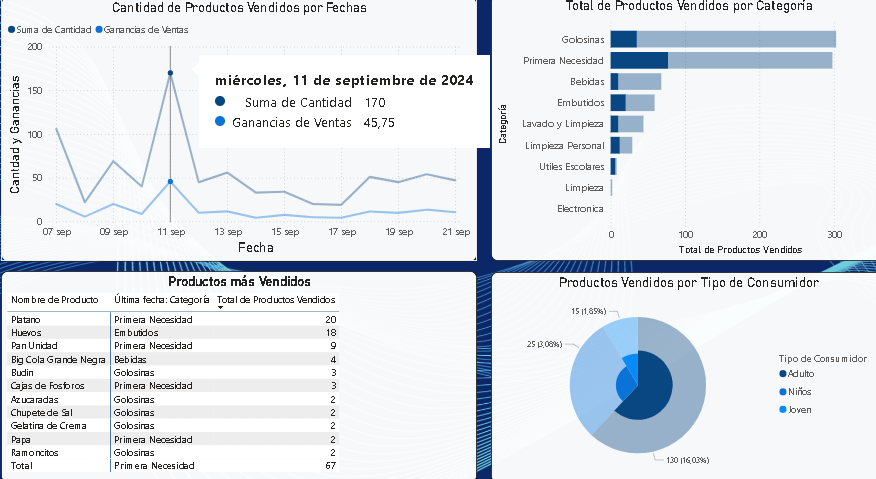 Cantidad de Productos Vendidos por Fechas
Suma de Cantidad Ganancias de Ventas
Cantidad y Ganancias
200
150
100
50
0
07 sep 09 sep 11 sep 13 sep 15 sep 17 sep 19 sep 21 sep
Fecha
miércoles, 11 de septiembre de 2024
Suma de Cantidad 170
Ganancias de Ventas 45,75
Total de Productos Vendidos por Categoría
Categoría
Golosinas
Primera Necesidad
Bebidas
Embutidos
Lavado y Limpieza
Limpieza Personal
Utiles Escolares
Limpieza
Electronica
0 100 200 300
Total de Productos Vendidos
Productos más Vendidos
Nombre de Producto Última fecha: Categoría Total de Productos Vendidos
Platano Primera Necesidad 20
Huevos Embutidos 18
Pan Unidad Primera Necesidad 9
Big Cola Grande Negra Bebidas 4
Budin Golosinas 3
Cajas de Fosforos Primera Necesidad 3
Azucaradas Golosinas 2
Chupete de Sal Golosinas 2
Gelatina de Crema Golosinas 2
Papa Primera Necesidad 2
Ramoncitos Golosinas 2
Total Primera Necesidad 67
Productos Vendidos por Tipo de Consumidor
15 (1,85%)
25 (3,08%)
130 (16,03%)
Tipo de Consumidor
Adulto
Niños
Joven